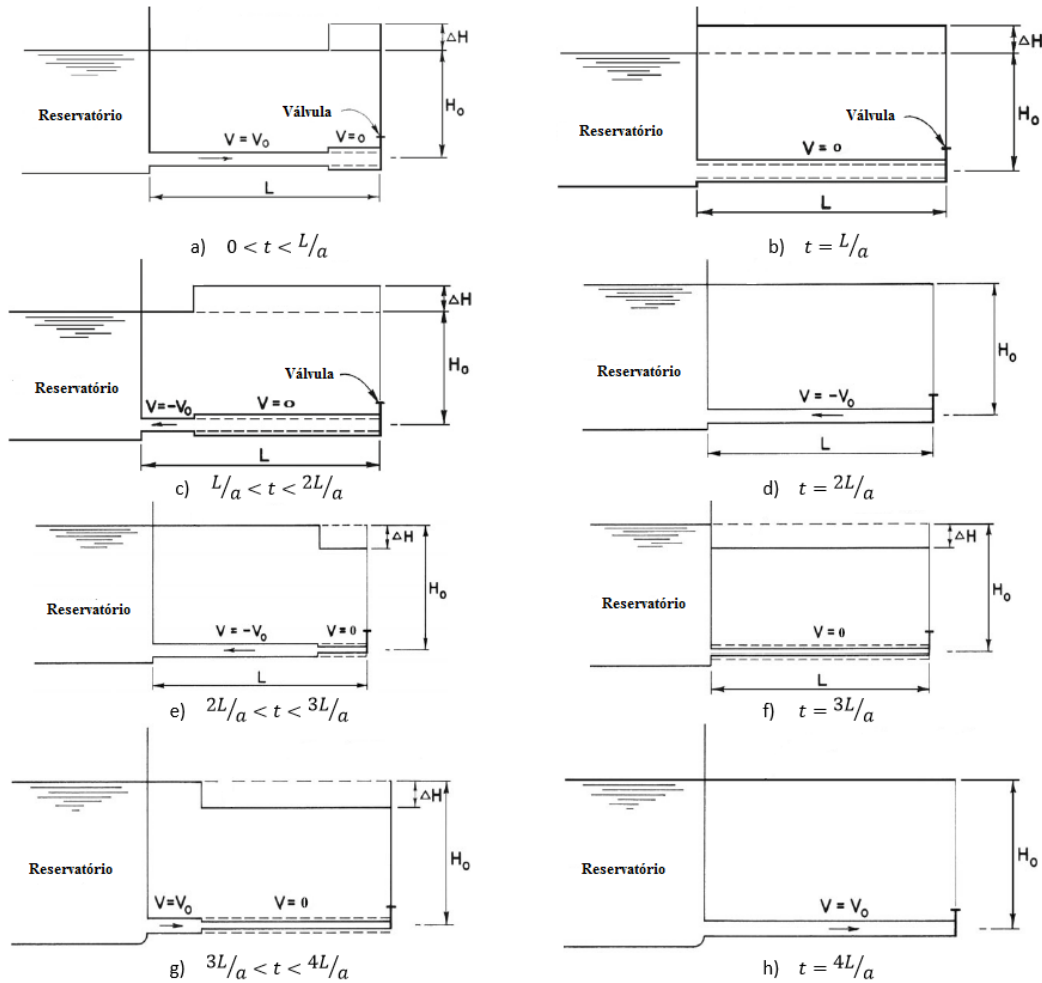 ΔH
Reservatório
Válvula
H₀
V = V₀
V = 0
L
a) 0 < t < L/a
ΔH
Reservatório
Válvula
H₀
V = 0
L
b) t = L/a
ΔH
Reservatório
Válvula
H₀
V = -V₀
V = 0
L
c) L/a < t < 2L/a
Reservatório
H₀
V = -V₀
L
d) t = 2L/a
ΔH
Reservatório
H₀
V = -V₀
V = 0
L
e) 2L/a < t < 3L/a
ΔH
Reservatório
H₀
V = 0
L
f) t = 3L/a
ΔH
Reservatório
H₀
V = V₀
V = 0
g) 3L/a < t < 4L/a
Reservatório
H₀
V = V₀
h) t = 4L/a